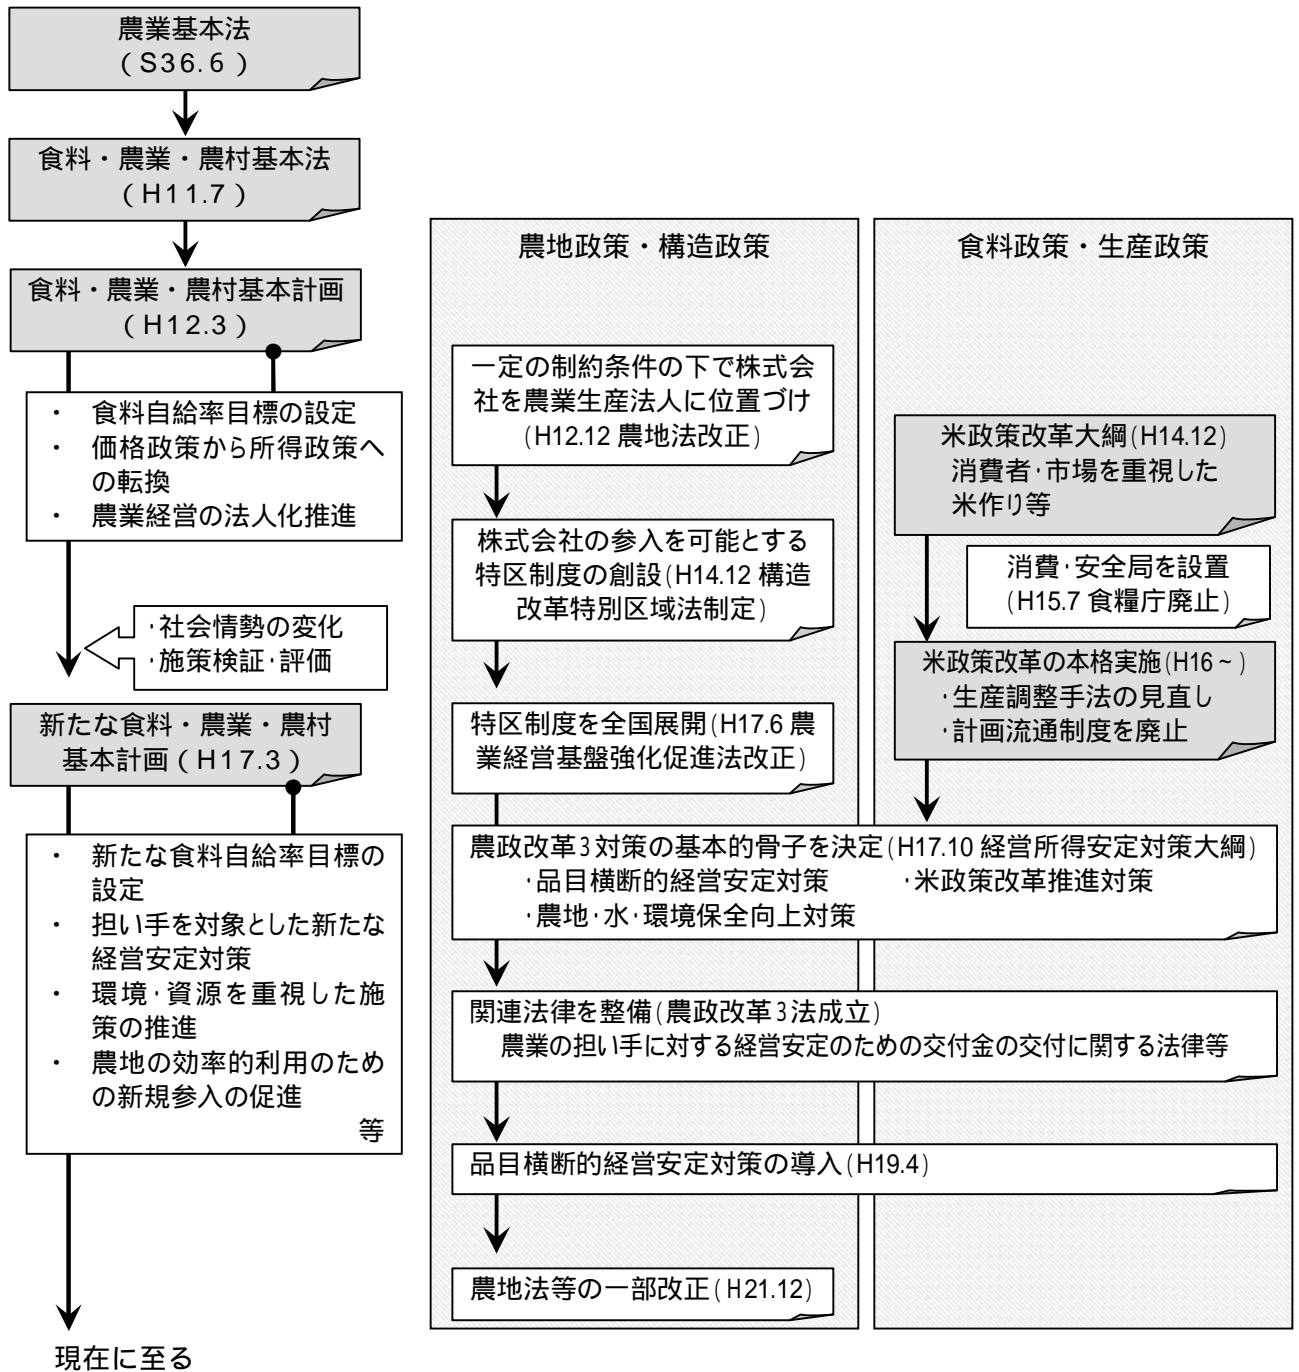 農業基本法
（S36.6）
食料・農業・農村基本法
（H11.7）
食料・農業・農村基本計画
（H12.3）
・ 食料自給率目標の設定
・ 価格政策から所得政策へ
の転換
・ 農業経営の法人化推進
・社会情勢の変化
・施策検証・評価
新たな食料・農業・農村
基本計画（H17.3）
・ 新たな食料自給率目標の
設定
・ 担い手を対象とした新たな
経営安定対策
・ 環境・資源を重視した施
策の推進
・ 農地の効率的利用のため
の新規参入の促進
等
現在に至る
農地政策・構造政策
一定の制約条件の下で株式会
社を農業生産法人に位置づけ
(H12.12 農地法改正)
株式会社の参入を可能とする
特区制度の創設(H14.12 構造
改革特別区域法制定)
特区制度を全国展開(H17.6 農
業経営基盤強化促進法改正)
食料政策・生産政策
米政策改革大綱(H14.12)
消費者・市場を重視した
米作り等
消費・安全局を設置
(H15.7 食糧庁廃止)
米政策改革の本格実施(H16～)
・生産調整手法の見直し
・計画流通制度を廃止
農政改革3対策の基本的骨子を決定(H17.10 経営所得安定対策大綱)
・品目横断的経営安定対策 ・米政策改革推進対策
・農地・水・環境保全向上対策
関連法律を整備(農政改革3法成立)
農業の担い手に対する経営安定のための交付金の交付に関する法律等
品目横断的経営安定対策の導入(H19.4)
農地法等の一部改正(H21.12)